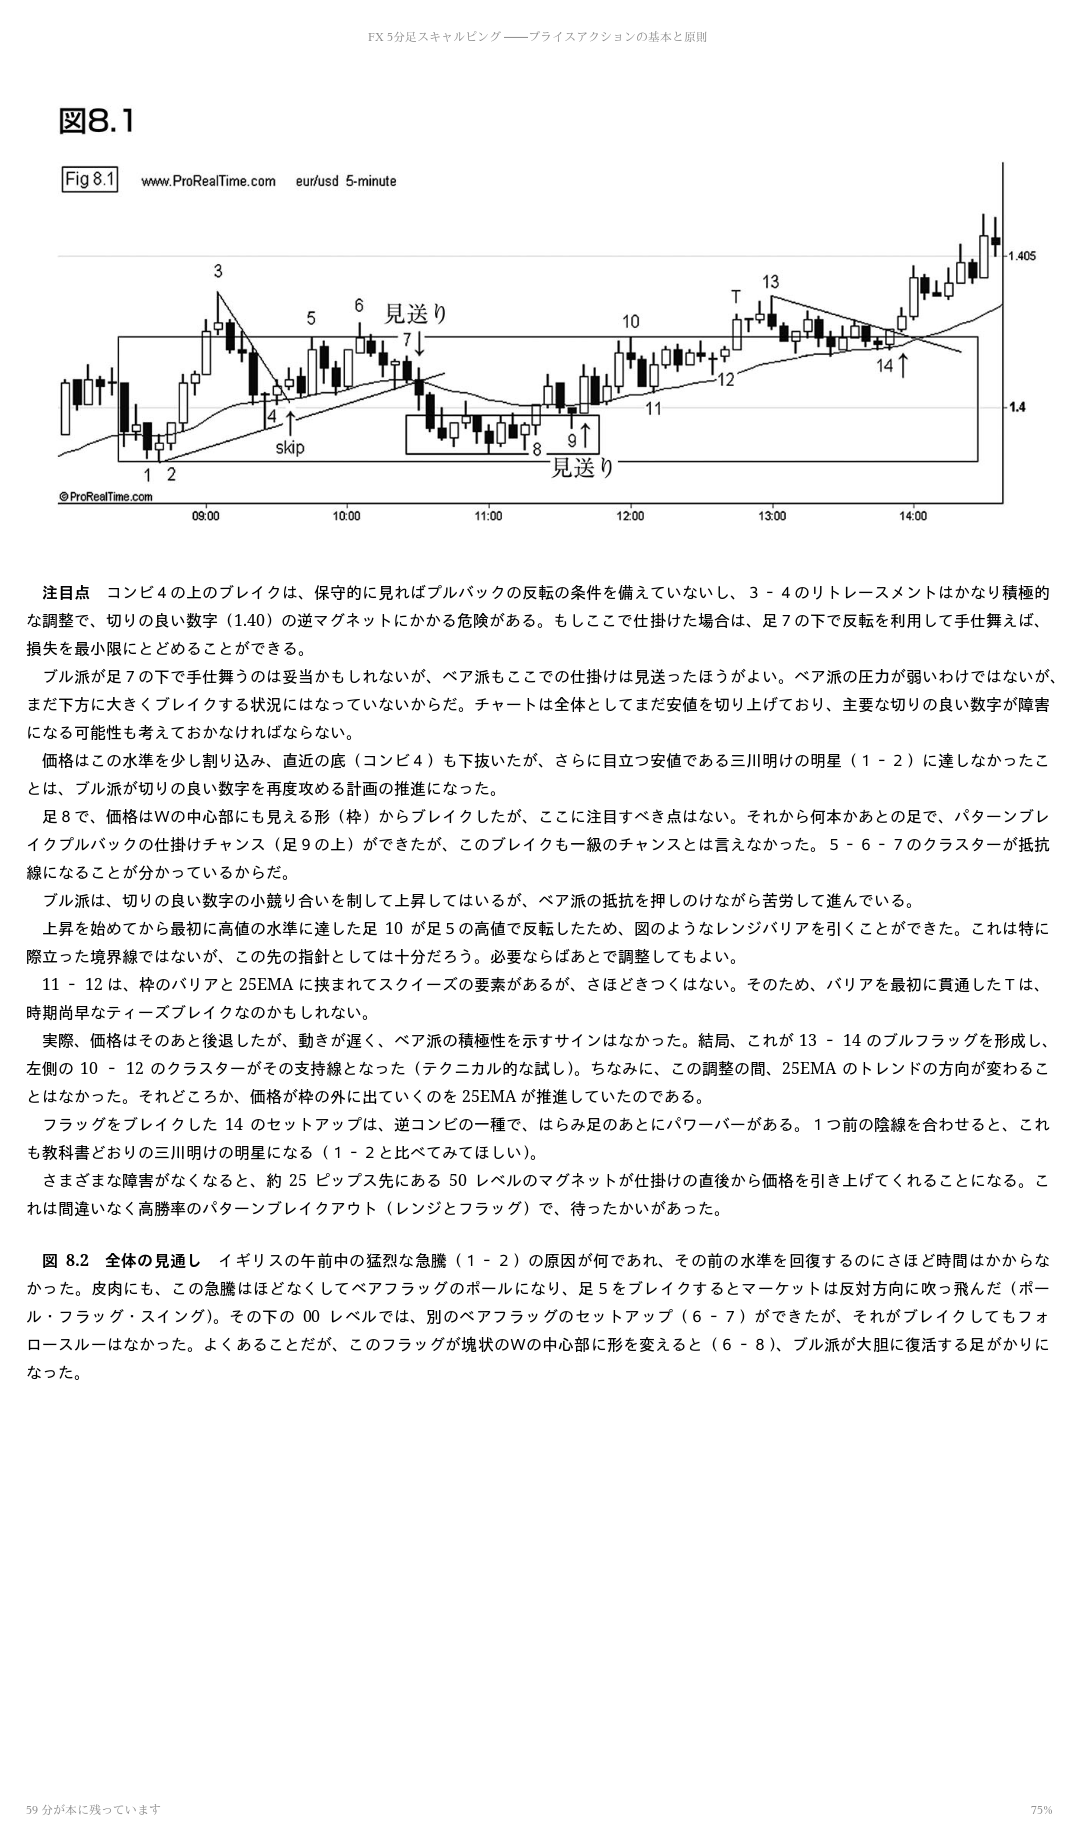 FX 5分足スキャルピング ――プライスアクションの基本と原則
図8.1
Fig 8.1 www.ProRealTime.com eur/usd 5-minute
3
1.405
13
T
6
見送り
5
10
7
14
12
1.4
11
4
9
skip
8
見送り
1 2
©ProRealTime.com
09:00 10:00 11:00 12:00 13:00 14:00
注目点　コンビ４の上のブレイクは、保守的に見ればプルバックの反転の条件を備えていないし、３‐４のリトレースメントはかなり積極的
な調整で、切りの良い数字（1.40）の逆マグネットにかかる危険がある。もしここで仕掛けた場合は、足７の下で反転を利用して手仕舞えば、
損失を最小限にとどめることができる。
ブル派が足７の下で手仕舞うのは妥当かもしれないが、ベア派もここでの仕掛けは見送ったほうがよい。ベア派の圧力が弱いわけではないが、
まだ下方に大きくブレイクする状況にはなっていないからだ。チャートは全体としてまだ安値を切り上げており、主要な切りの良い数字が障害
になる可能性も考えておかなければならない。
価格はこの水準を少し割り込み、直近の底（コンビ４）も下抜いたが、さらに目立つ安値である三川明けの明星（１‐２）に達しなかったこ
とは、ブル派が切りの良い数字を再度攻める計画の推進になった。
足８で、価格はＷの中心部にも見える形（枠）からブレイクしたが、ここに注目すべき点はない。それから何本かあとの足で、パターンブレ
イクプルバックの仕掛けチャンス（足９の上）ができたが、このブレイクも一級のチャンスとは言えなかった。５‐６‐７のクラスターが抵抗
線になることが分かっているからだ。
ブル派は、切りの良い数字の小競り合いを制して上昇してはいるが、ベア派の抵抗を押しのけながら苦労して進んでいる。
上昇を始めてから最初に高値の水準に達した足 10 が足５の高値で反転したため、図のようなレンジバリアを引くことができた。これは特に
際立った境界線ではないが、この先の指針としては十分だろう。必要ならばあとで調整してもよい。
11 ‐ 12 は、枠のバリアと 25EMA に挟まれてスクイーズの要素があるが、さほどきつくはない。そのため、バリアを最初に貫通したＴは、
時期尚早なティーズブレイクなのかもしれない。
実際、価格はそのあと後退したが、動きが遅く、ベア派の積極性を示すサインはなかった。結局、これが 13 ‐ 14 のブルフラッグを形成し、
左側の 10 ‐ 12 のクラスターがその支持線となった（テクニカル的な試し）。ちなみに、この調整の間、25EMA のトレンドの方向が変わるこ
とはなかった。それどころか、価格が枠の外に出ていくのを 25EMA が推進していたのである。
フラッグをブレイクした 14 のセットアップは、逆コンビの一種で、はらみ足のあとにパワーバーがある。１つ前の陰線を合わせると、これ
も教科書どおりの三川明けの明星になる（１‐２と比べてみてほしい）。
さまざまな障害がなくなると、約 25 ピップス先にある 50 レベルのマグネットが仕掛けの直後から価格を引き上げてくれることになる。こ
れは間違いなく高勝率のパターンブレイクアウト（レンジとフラッグ）で、待ったかいがあった。
図 8.2　全体の見通し　イギリスの午前中の猛烈な急騰（１‐２）の原因が何であれ、その前の水準を回復するのにさほど時間はかからな
かった。皮肉にも、この急騰はほどなくしてベアフラッグのポールになり、足５をブレイクするとマーケットは反対方向に吹っ飛んだ（ポー
ル・フラッグ・スイング）。その下の 00 レベルでは、別のベアフラッグのセットアップ（６‐７）ができたが、それがブレイクしてもフォ
ロースルーはなかった。よくあることだが、このフラッグが塊状のＷの中心部に形を変えると（６‐８）、ブル派が大胆に復活する足がかりに
なった。
59 分が本に残っています 75%